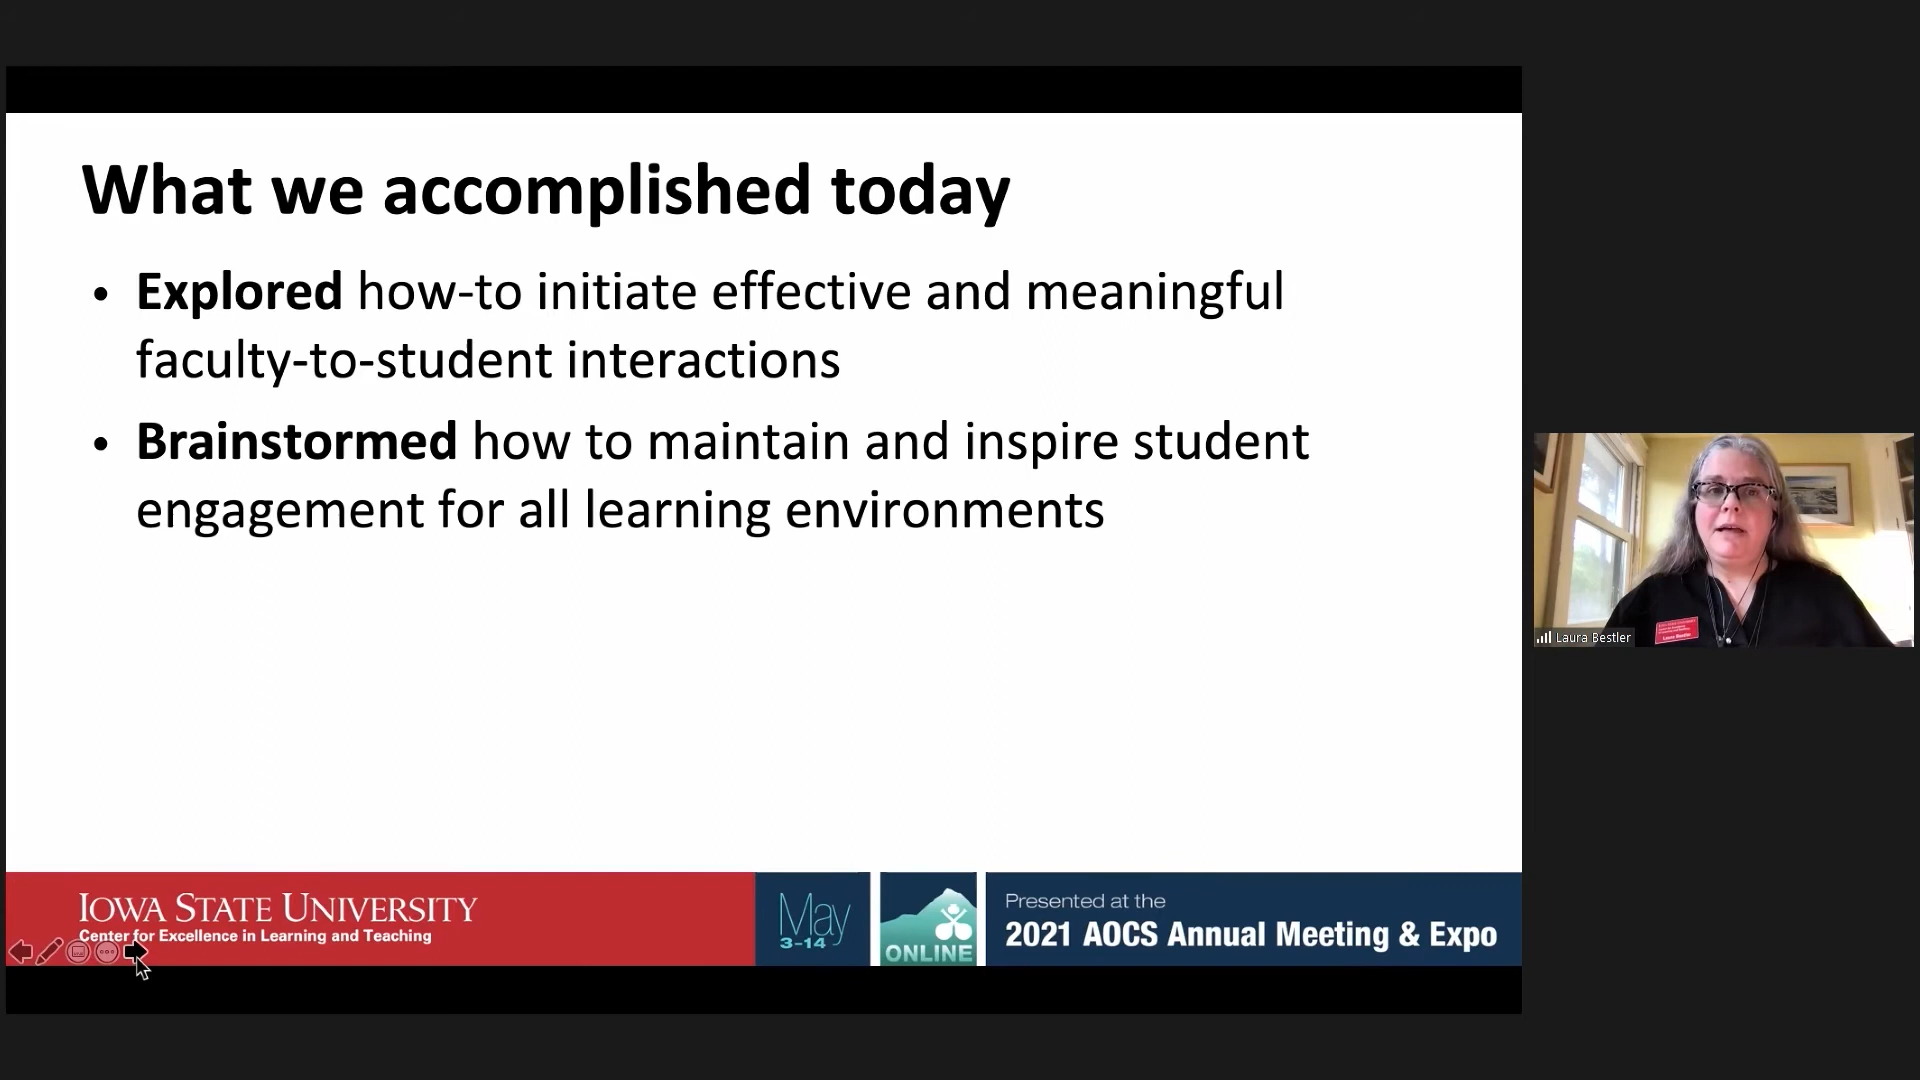 What we accomplished today
• Explored how-to initiate effective and meaningful
faculty-to-student interactions
• Brainstormed how to maintain and inspire student
engagement for all learning environments
IOWA STATE UNIVERSITY
Center for Excellence in Learning and Teaching
May
3-14
ONLINE
Presented at the
2021 AOCS Annual Meeting & Expo
Laura Bestler